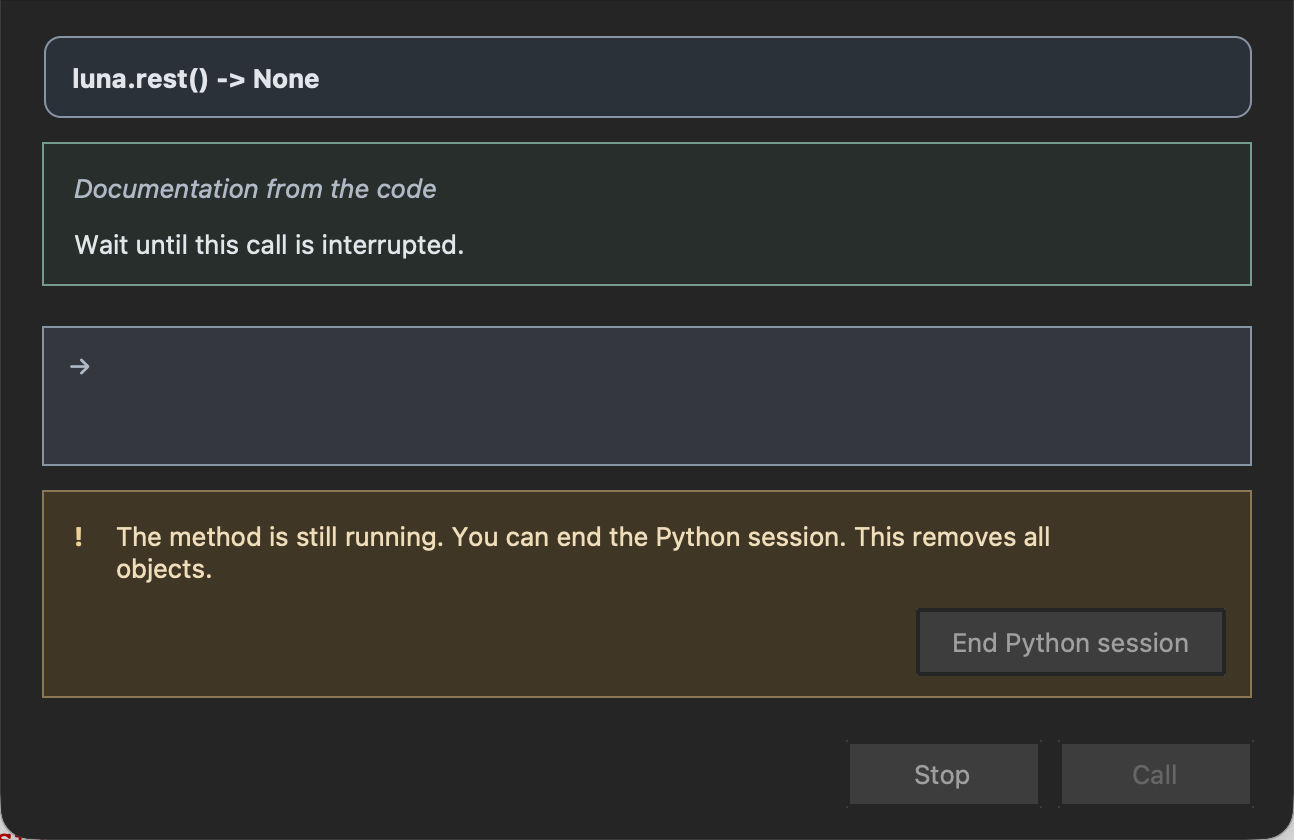 luna.rest() -> None
Documentation from the code
Wait until this call is interrupted.
→
! The method is still running. You can end the Python session. This removes all
objects.
End Python session
Stop Call